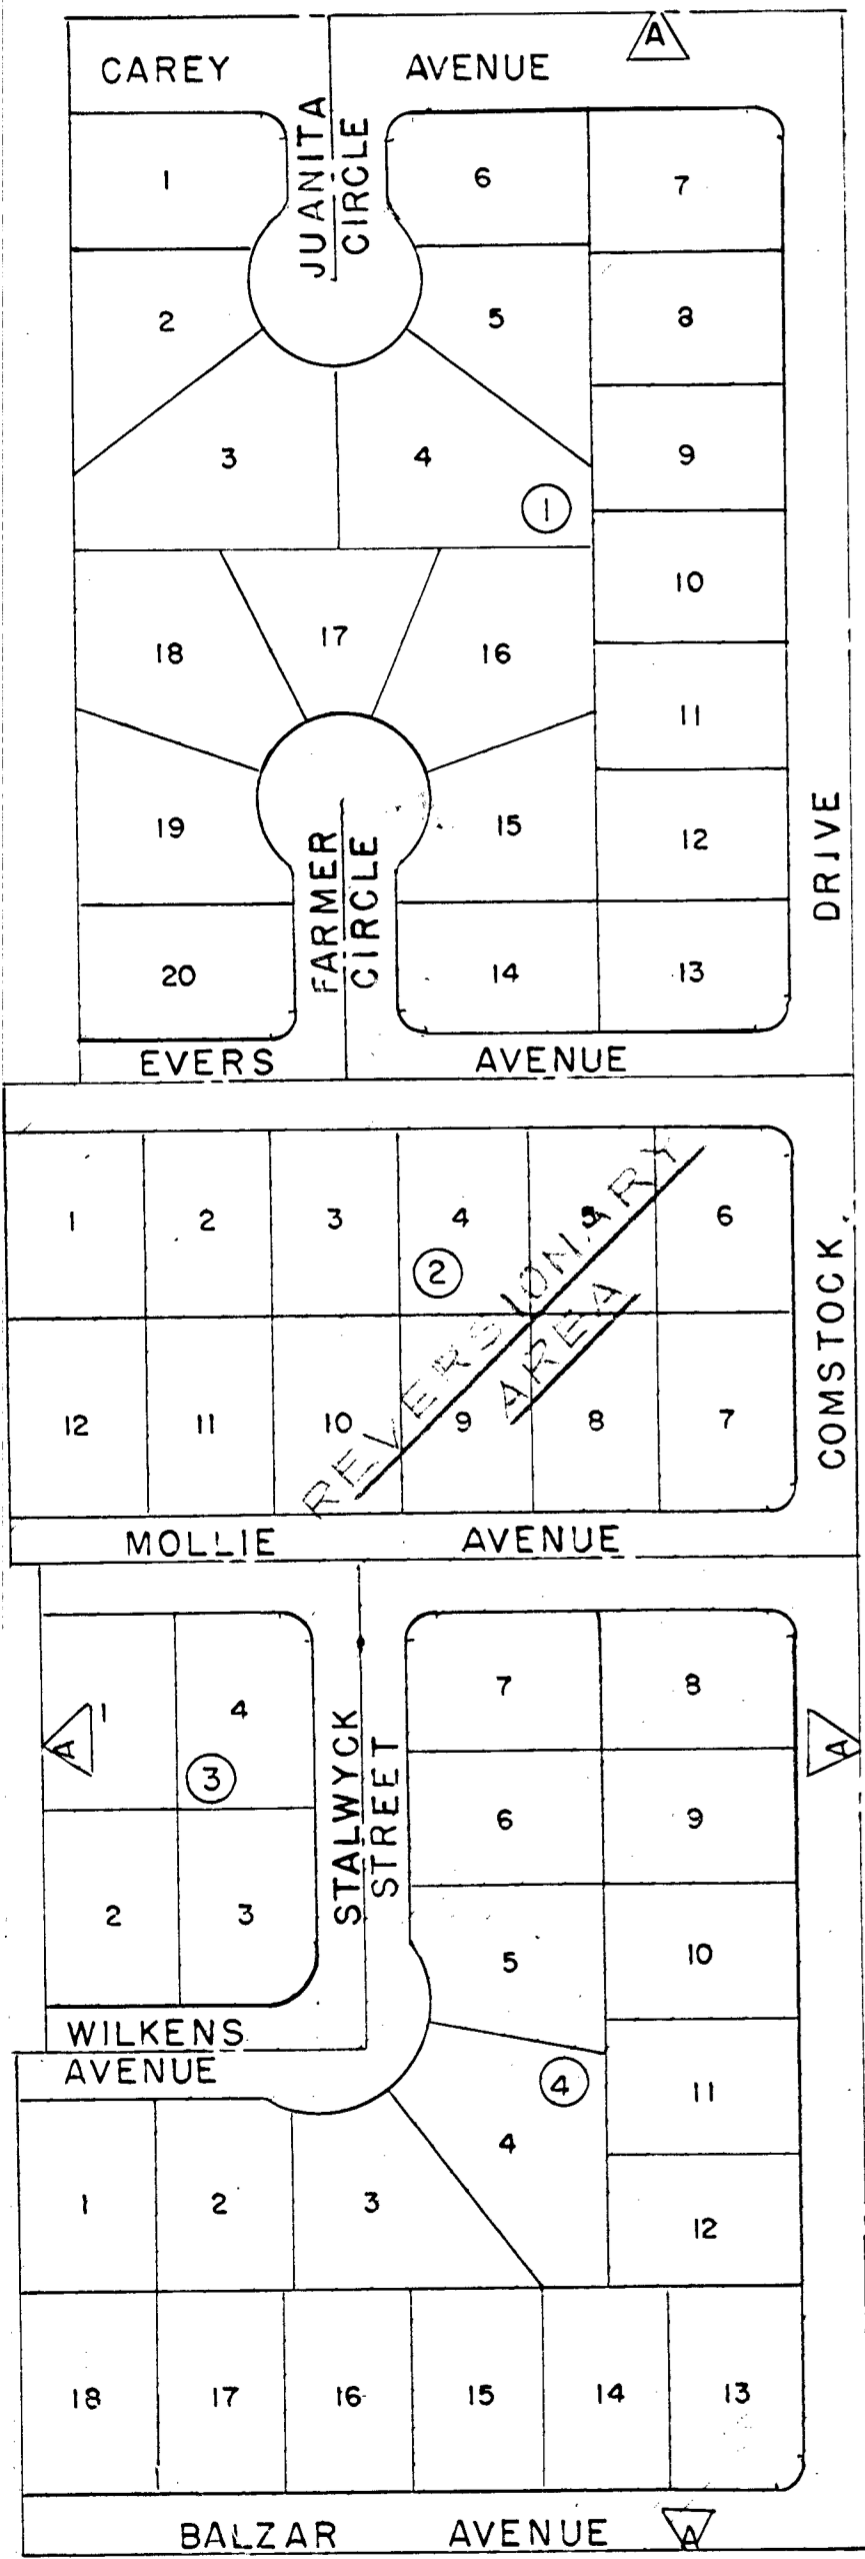 CAREY AVENUE
A
JUANITA
CIRCLE
1
6
7
2
5
8
3
4
9
1
10
18
17
16
11
19
15
12
FARMER
CIRCLE
DRIVE
20
14
13
EVERS AVENUE
1 2 3 4 5 6
2
REVERSIONARY
AREA
COMSTOCK
12 11 10 9 8 7
MOLLIE AVENUE
1
4
7
8
A
3
A
STALWYCK
STREET
6
9
2
3
5
10
WILKENS
AVENUE
4
11
4
1
2
3
12
18 17 16 15 14 13
BALZAR AVENUE
A